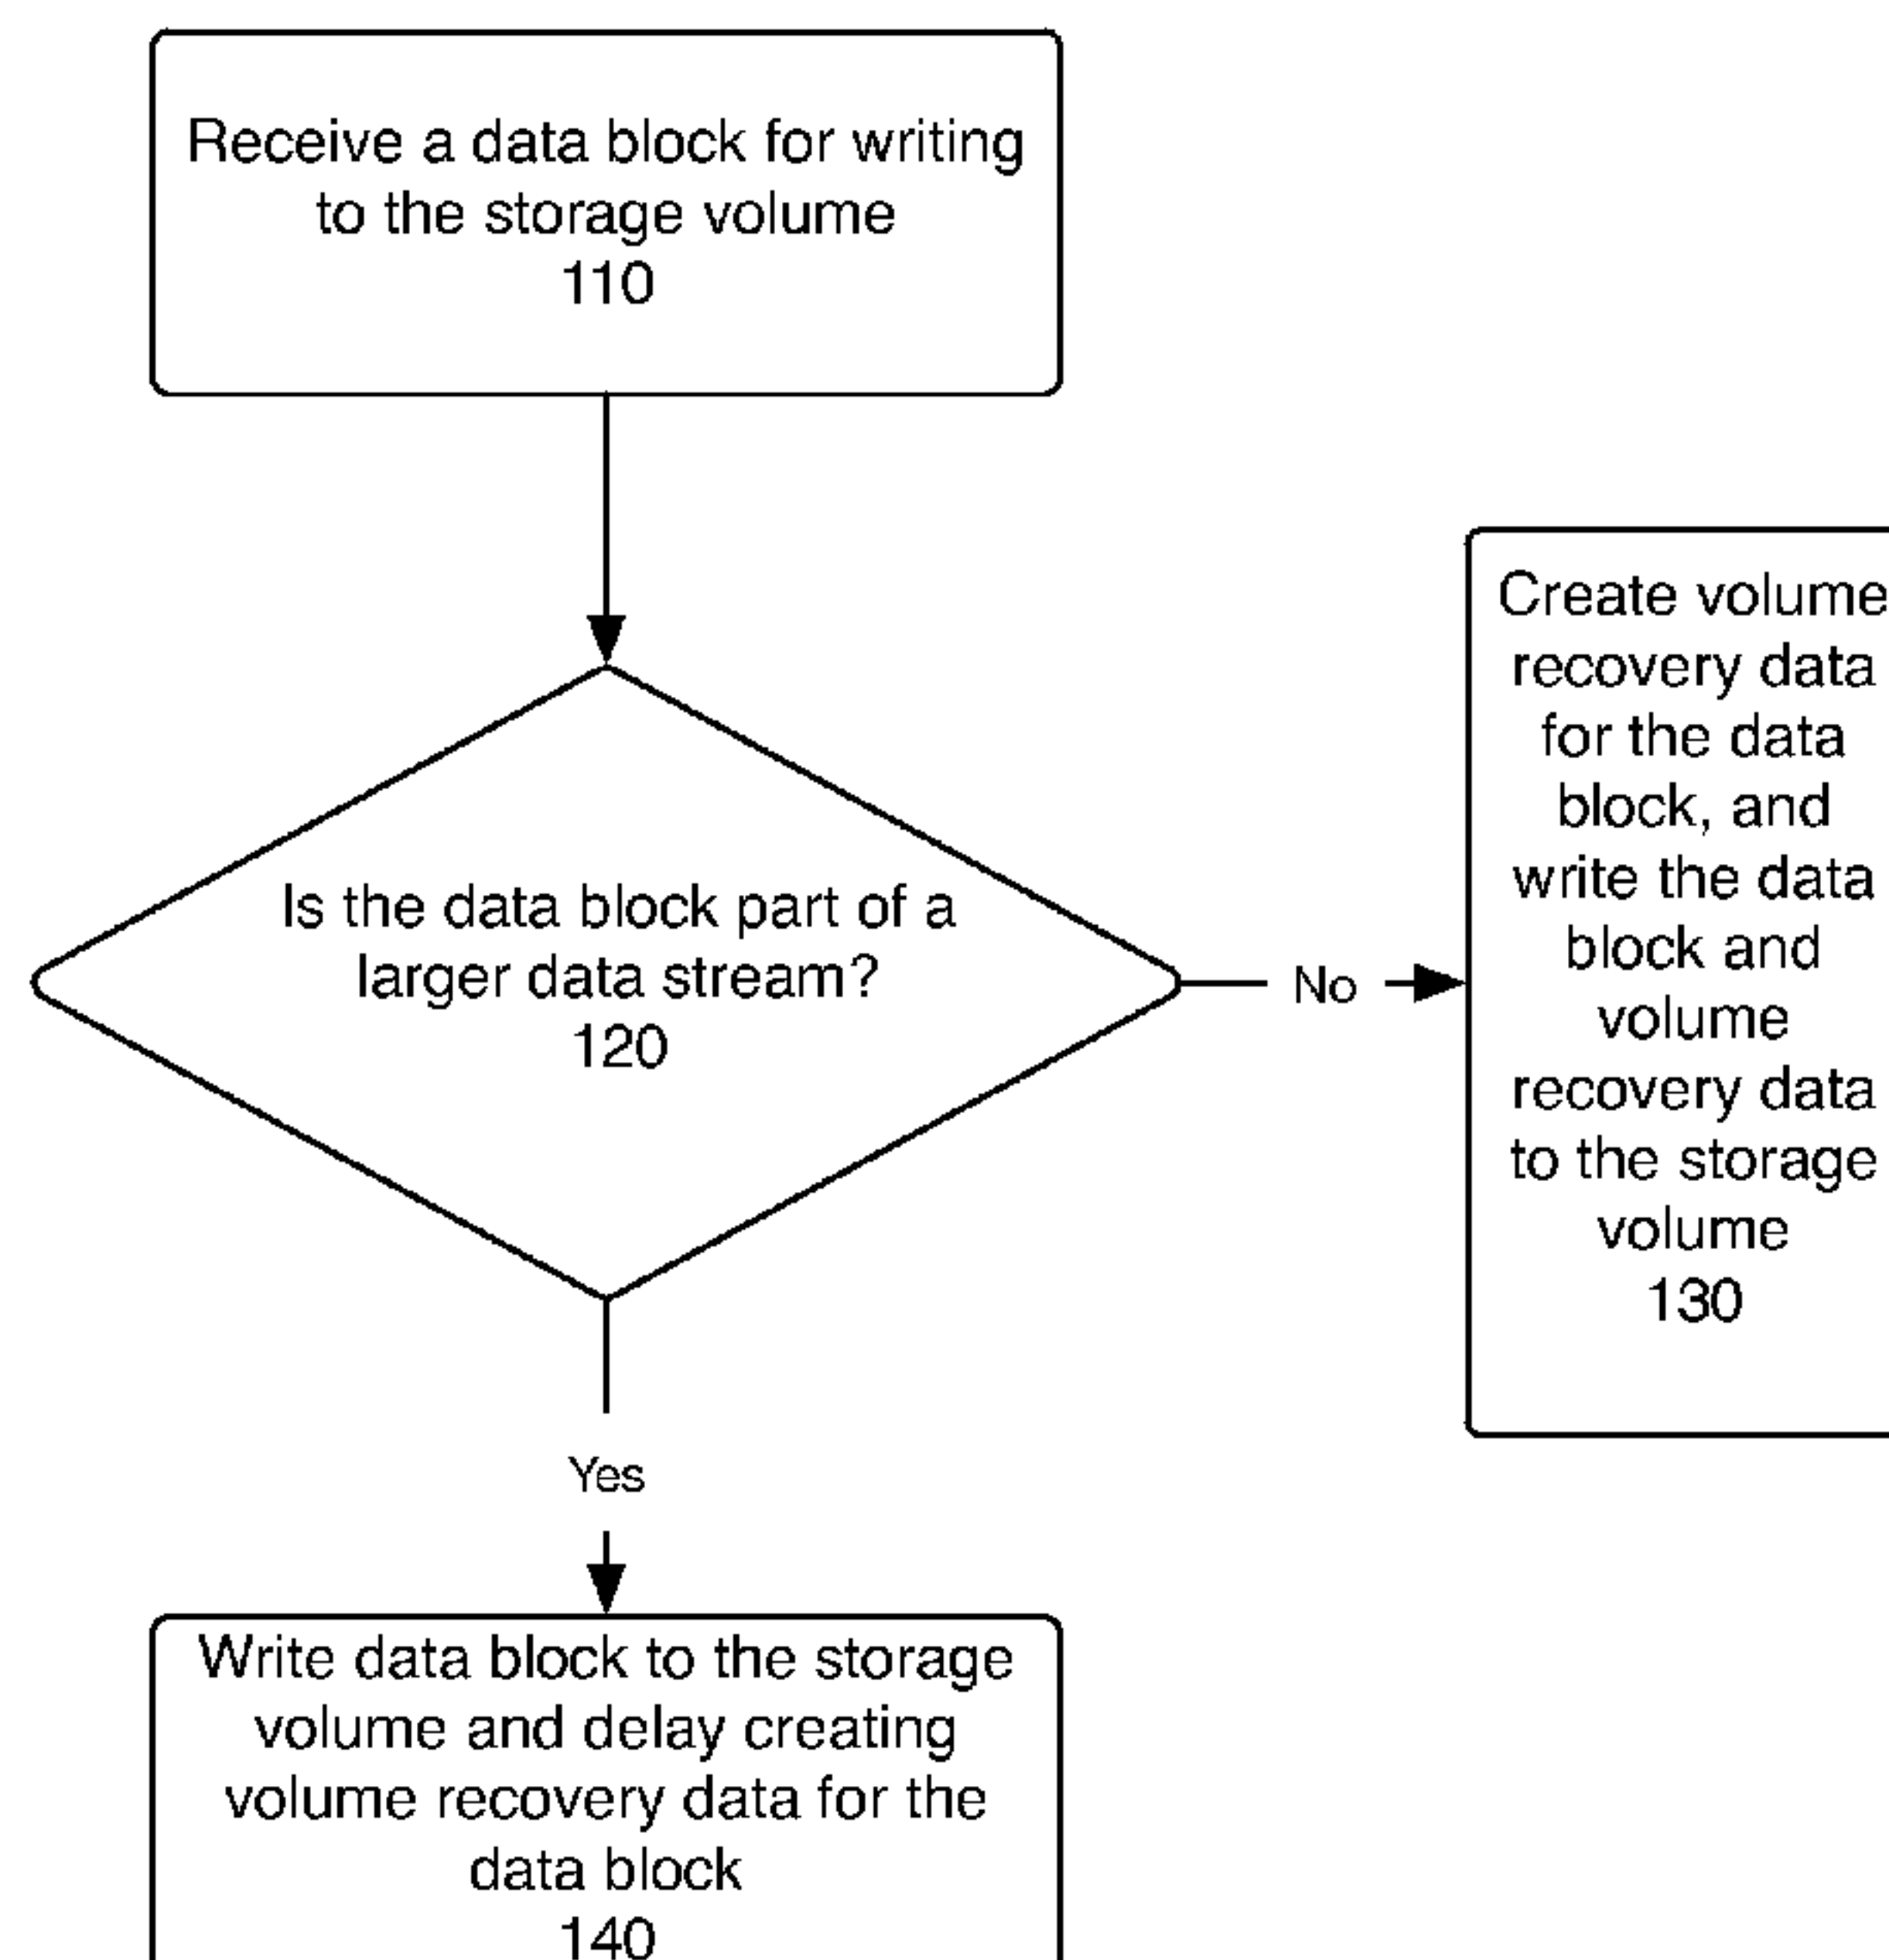 Receive a data block for writing
to the storage volume
110
Is the data block part of a
larger data stream?
120
No
Create volume
recovery data
for the data
block, and
write the data
block and
volume
recovery data
to the storage
volume
130
Yes
Write data block to the storage
volume and delay creating
volume recovery data for the
data block
140